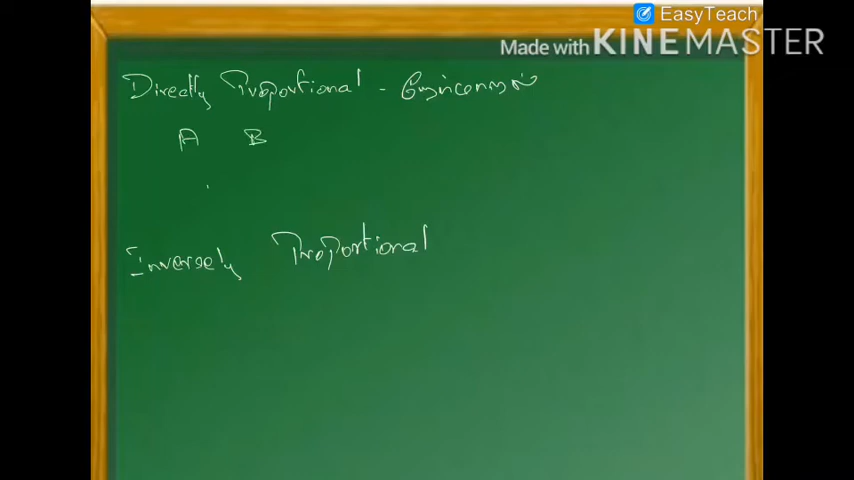 EasyTeach
Made with KINEMASTER
Directly Proportional -
A B
Inversely Proportional